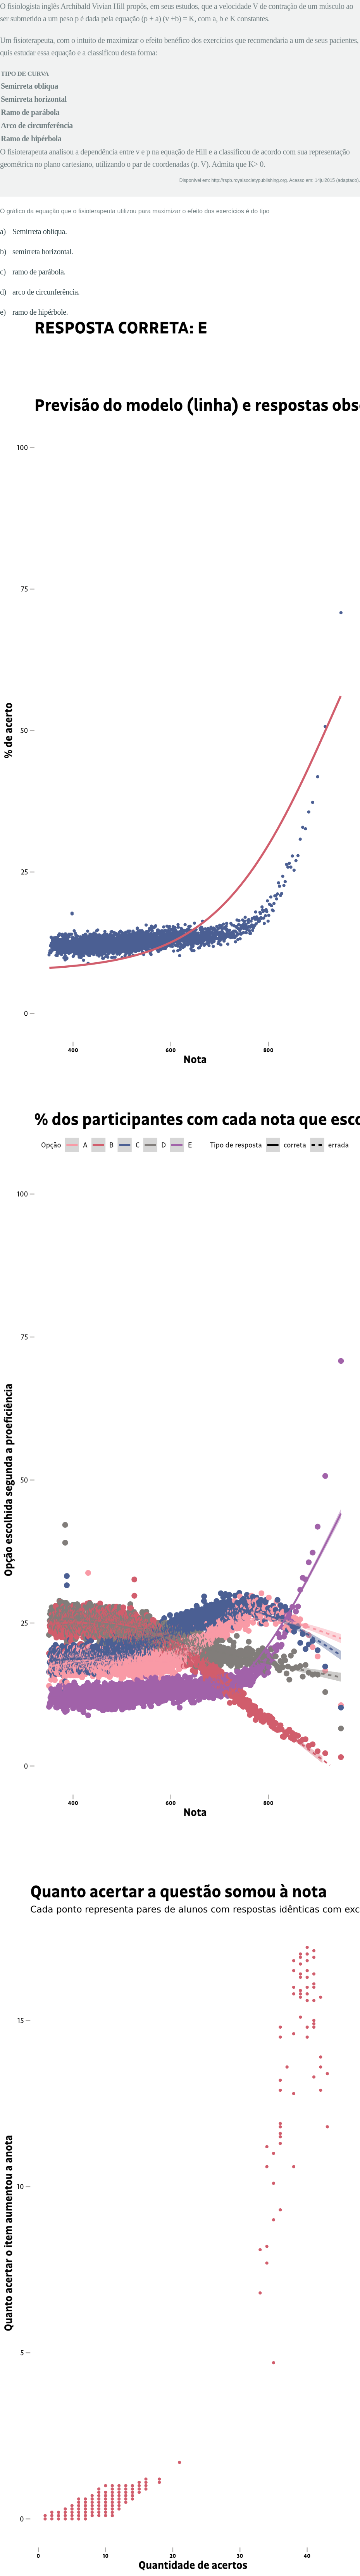 O fisiologista inglês Archibald Vivian Hill propôs, em seus estudos, que a velocidade V de contração de um músculo ao
ser submetido a um peso p é dada pela equação (p + a) (v +b) = K, com a, b e K constantes.
Um fisioterapeuta, com o intuito de maximizar o efeito benéfico dos exercícios que recomendaria a um de seus pacientes,
quis estudar essa equação e a classificou desta forma:
TIPO DE CURVA
Semirreta oblíqua
Semirreta horizontal
Ramo de parábola
Arco de circunferência
Ramo de hipérbola
O fisioterapeuta analisou a dependência entre v e p na equação de Hill e a classificou de acordo com sua representação
geométrica no plano cartesiano, utilizando o par de coordenadas (p. V). Admita que K> 0.
Disponível em: http://rspb.royalsocietypublishing.org. Acesso em: 14jul2015 (adaptado).
O gráfico da equação que o fisioterapeuta utilizou para maximizar o efeito dos exercícios é do tipo
a) Semirreta oblíqua.
b) semirreta horizontal.
c) ramo de parábola.
d) arco de circunferência.
e) ramo de hipérbole.
RESPOSTA CORRETA: E
Previsão do modelo (linha) e respostas obs
100
75
50
25
0
% de acerto
400 600 800
Nota
% dos participantes com cada nota que esco
Opção A B C D E Tipo de resposta correta errada
100
75
50
25
0
Opção escolhida segunda a proeficiência
400 600 800
Nota
Quanto acertar a questão somou à nota
Cada ponto representa pares de alunos com respostas idênticas com exc
15
10
5
0
Quanto acertar o item aumentou a anota
0 10 20 30 40
Quantidade de acertos